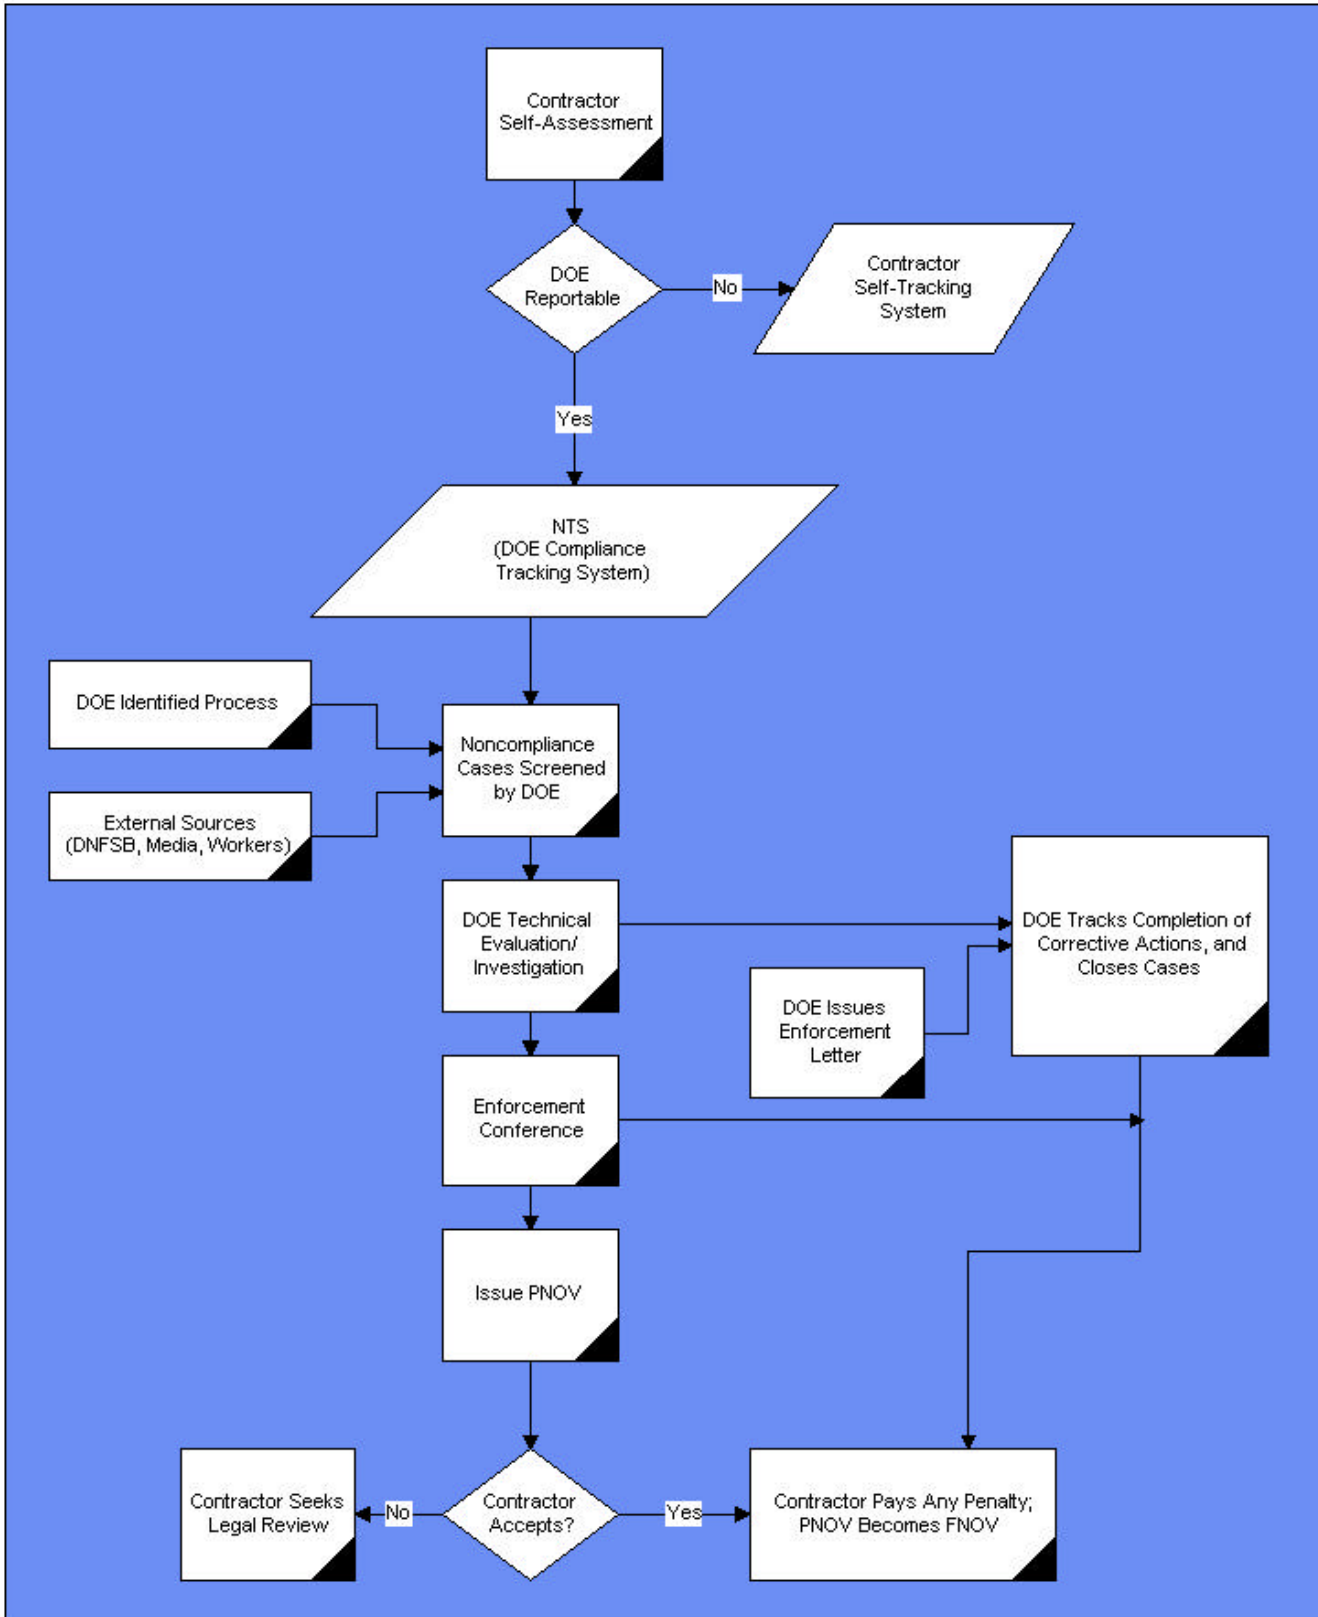 Contractor
Self-Assessment
DOE
Reportable
No
Contractor
Self-Tracking
System
Yes
NTS
(DOE Compliance
Tracking System)
DOE Identified Process
External Sources
(DNFSB, Media, Workers)
Noncompliance
Cases Screened
by DOE
DOE Technical
Evaluation/
Investigation
DOE Tracks Completion of
Corrective Actions, and
Closes Cases
DOE Issues
Enforcement
Letter
Enforcement
Conference
Issue PNOV
Contractor Seeks
Legal Review
No
Contractor
Accepts?
Yes
Contractor Pays Any Penalty;
PNOV Becomes FNOV